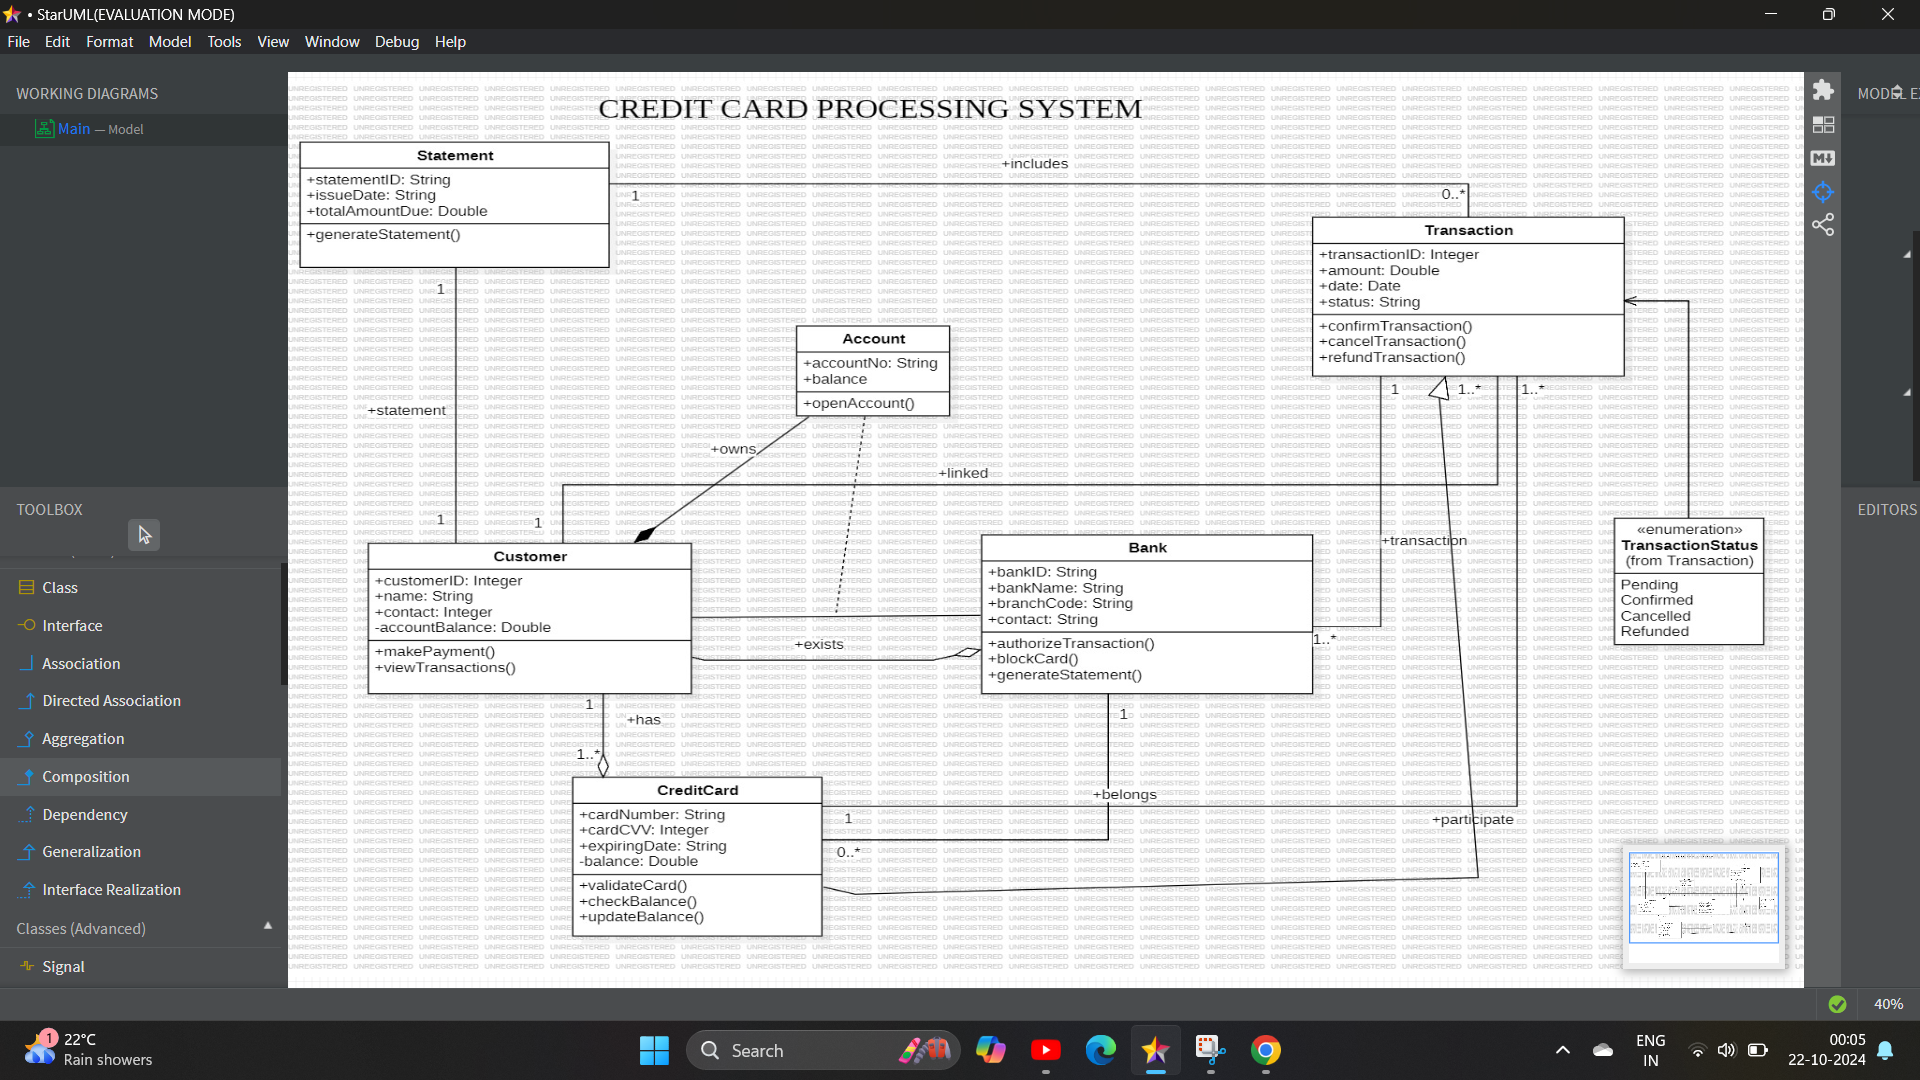 StarUML(EVALUATION MODE)
File Edit Format Model Tools View Window Debug Help
WORKING DIAGRAMS
Main — Model
TOOLBOX
Class
Interface
Association
Directed Association
Aggregation
Composition
Dependency
Generalization
Interface Realization
Classes (Advanced)
Signal
CREDIT CARD PROCESSING SYSTEM
Statement
+statementID: String
+issueDate: String
+totalAmountDue: Double
+generateStatement()
+includes
1
0..*
Transaction
+transactionID: Integer
+amount: Double
+date: Date
+status: String
+confirmTransaction()
+cancelTransaction()
+refundTransaction()
1
1..*
1..*
1
+statement
1
Account
+accountNo: String
+balance
+openAccount()
+owns
+linked
1
Customer
+customerID: Integer
+name: String
+contact: Integer
-accountBalance: Double
+makePayment()
+viewTransactions()
+exists
Bank
+bankID: String
+bankName: String
+branchCode: String
+contact: String
+authorizeTransaction()
+blockCard()
+generateStatement()
+transaction
1..*
«enumeration»
TransactionStatus
(from Transaction)
Pending
Confirmed
Cancelled
Refunded
1
+has
1..*
1
+belongs
CreditCard
+cardNumber: String
+cardCVV: Integer
+expiringDate: String
-balance: Double
+validateCard()
+checkBalance()
+updateBalance()
1
0..*
+participate
UNREGISTERED
EDITORS
40%
1
22°C
Rain showers
Search
ENG
IN
00:05
22-10-2024